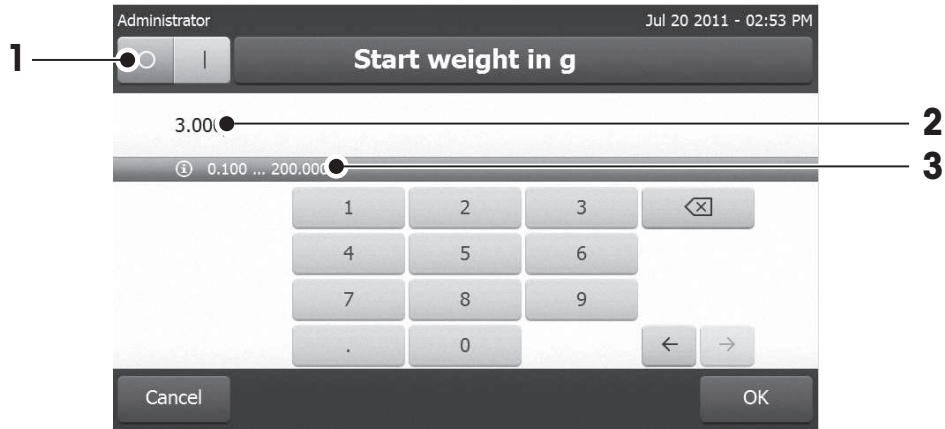 Administrator Jul 20 2011 - 02:53 PM
1
Start weight in g
3.00
2
0.100 ... 200.000
3
1 2 3
4 5 6
7 8 9
. 0 ← →
Cancel OK